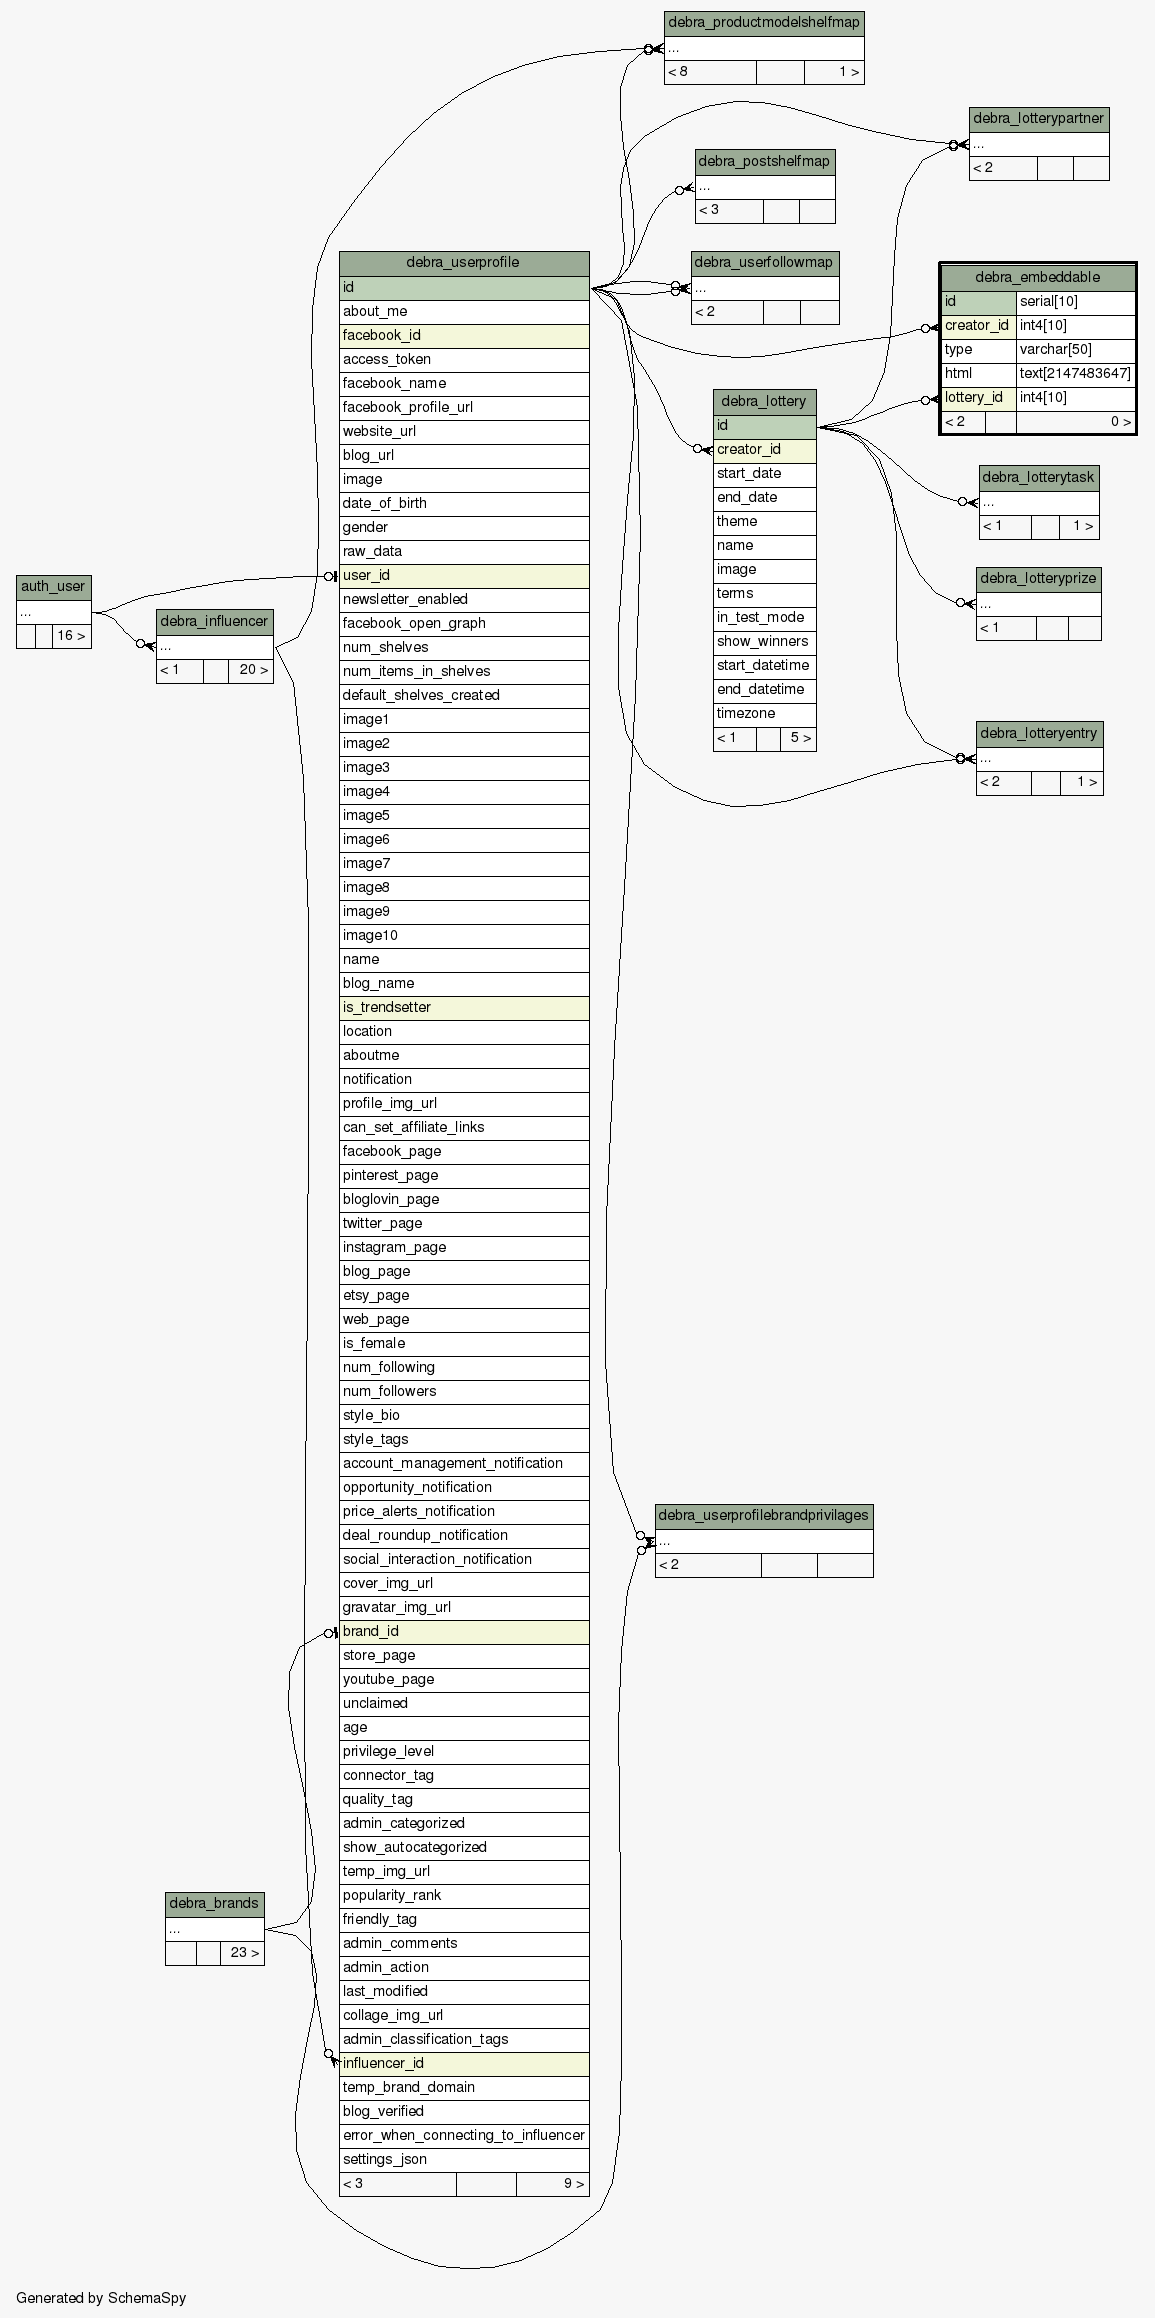 debra_productmodelshelfmap
...
< 8 1 >
debra_lotterypartner
...
< 2
debra_postshelfmap
...
< 3
debra_userfollowmap
...
< 2
debra_embeddable
id serial[10]
creator_id int4[10]
type varchar[50]
html text[2147483647]
lottery_id int4[10]
< 2 0 >
debra_lottery
id
creator_id
start_date
end_date
theme
name
image
terms
in_test_mode
show_winners
start_datetime
end_datetime
timezone
< 1 5 >
debra_lotterytask
...
< 1 1 >
debra_lotteryprize
...
< 1
debra_lotteryentry
...
< 2 1 >
auth_user
...
16 >
debra_influencer
...
< 1 20 >
debra_userprofile
id
about_me
facebook_id
access_token
facebook_name
facebook_profile_url
website_url
blog_url
image
date_of_birth
gender
raw_data
user_id
newsletter_enabled
facebook_open_graph
num_shelves
num_items_in_shelves
default_shelves_created
image1
image2
image3
image4
image5
image6
image7
image8
image9
image10
name
blog_name
is_trendsetter
location
aboutme
notification
profile_img_url
can_set_affiliate_links
facebook_page
pinterest_page
bloglovin_page
twitter_page
instagram_page
blog_page
etsy_page
web_page
is_female
num_following
num_followers
style_bio
style_tags
account_management_notification
opportunity_notification
price_alerts_notification
deal_roundup_notification
social_interaction_notification
cover_img_url
gravatar_img_url
brand_id
store_page
youtube_page
unclaimed
age
privilege_level
connector_tag
quality_tag
admin_categorized
show_autocategorized
temp_img_url
popularity_rank
friendly_tag
admin_comments
admin_action
last_modified
collage_img_url
admin_classification_tags
influencer_id
temp_brand_domain
blog_verified
error_when_connecting_to_influencer
settings_json
< 3 9 >
debra_userprofilebrandprivilages
...
< 2
debra_brands
...
23 >
Generated by SchemaSpy